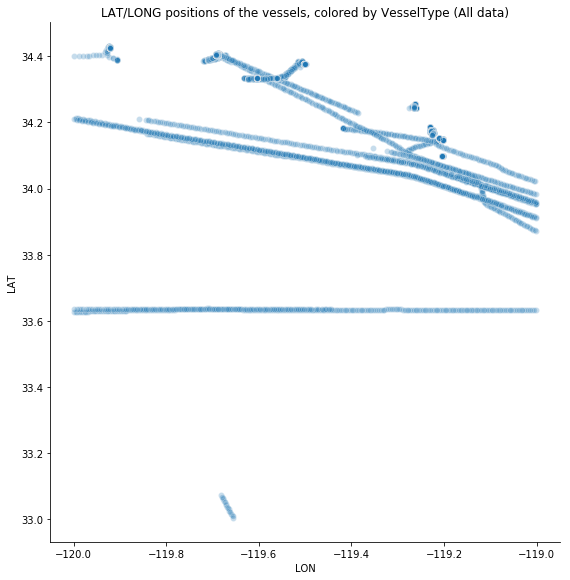 LAT/LONG positions of the vessels, colored by VesselType (All data)
34.4
34.2
34.0
33.8
33.6
33.4
33.2
33.0
LAT
−120.0 −119.8 −119.6 −119.4 −119.2 −119.0
LON